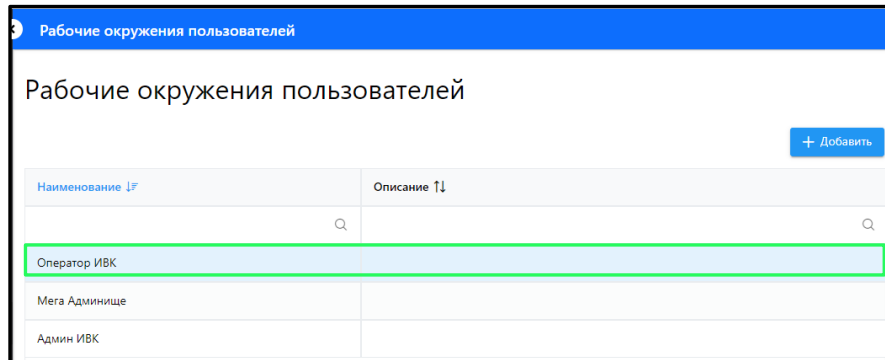 Рабочие окружения пользователей
Рабочие окружения пользователей
+ Добавить
Наименование Описание
Оператор ИВК
Мега Админище
Админ ИВК